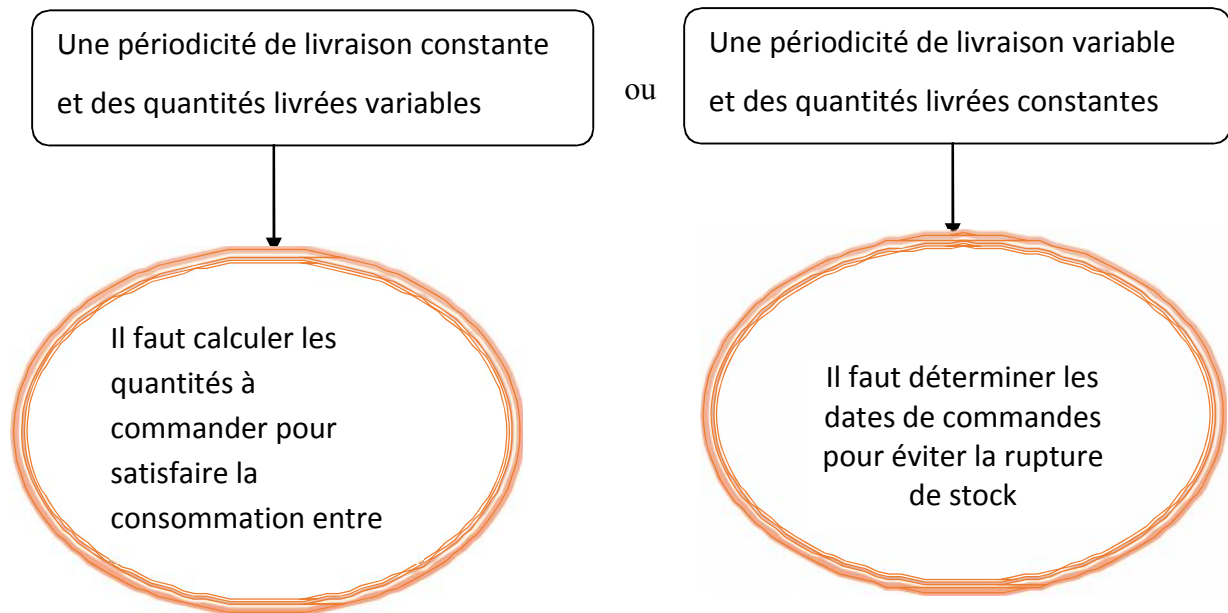 Une périodicité de livraison constante
et des quantités livrées variables
ou
Une périodicité de livraison variable
et des quantités livrées constantes
Il faut calculer les
quantités à
commander pour
satisfaire la
consommation entre
Il faut déterminer les
dates de commandes
pour éviter la rupture
de stock